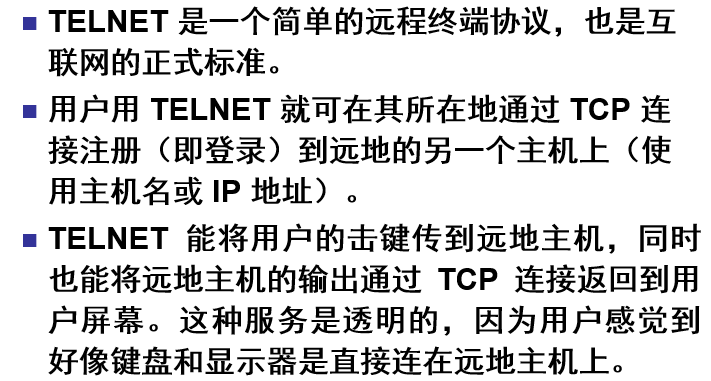 ■ TELNET 是一个简单的远程终端协议，也是互
联网的正式标准。
■ 用户用 TELNET 就可在其所在地通过 TCP 连
接注册（即登录）到远地的另一个主机上（使
用主机名或 IP 地址）。
■ TELNET 能将用户的击键传到远地主机，同时
也能将远地主机的输出通过 TCP 连接返回到用
户屏幕。这种服务是透明的，因为用户感觉到
好像键盘和显示器是直接连在远地主机上。